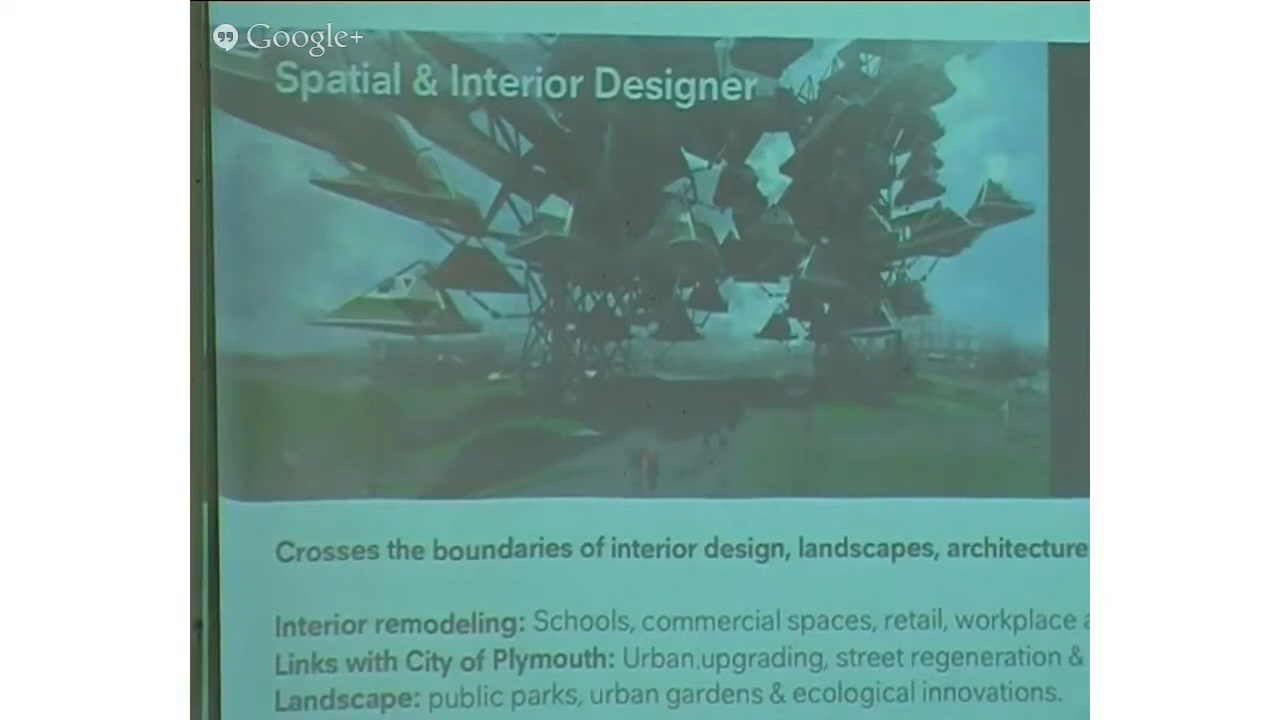 Google+
Spatial & Interior Designer
Crosses the boundaries of interior design, landscapes, architecture
Interior remodeling: Schools, commercial spaces, retail, workplace
Links with City of Plymouth: Urban upgrading, street regeneration &
Landscape: public parks, urban gardens & ecological innovations.